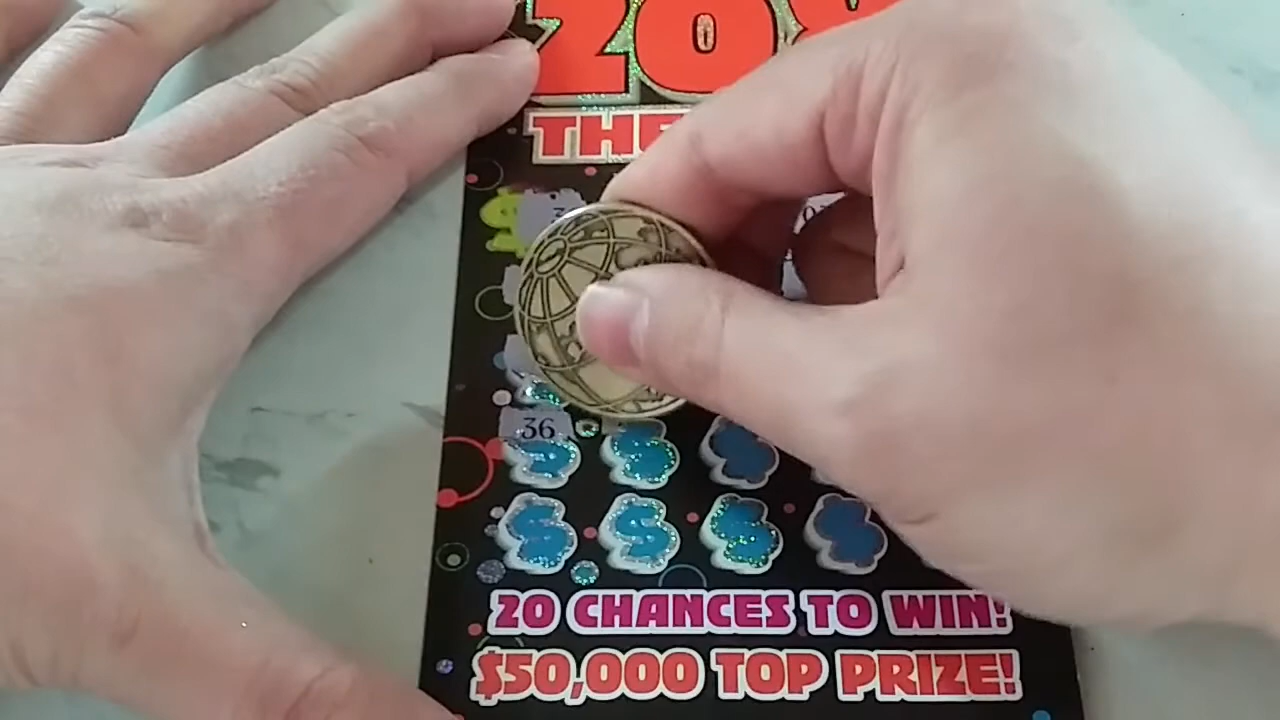 20
THE
36
20 CHANCES TO WIN!
$50,000 TOP PRIZE!